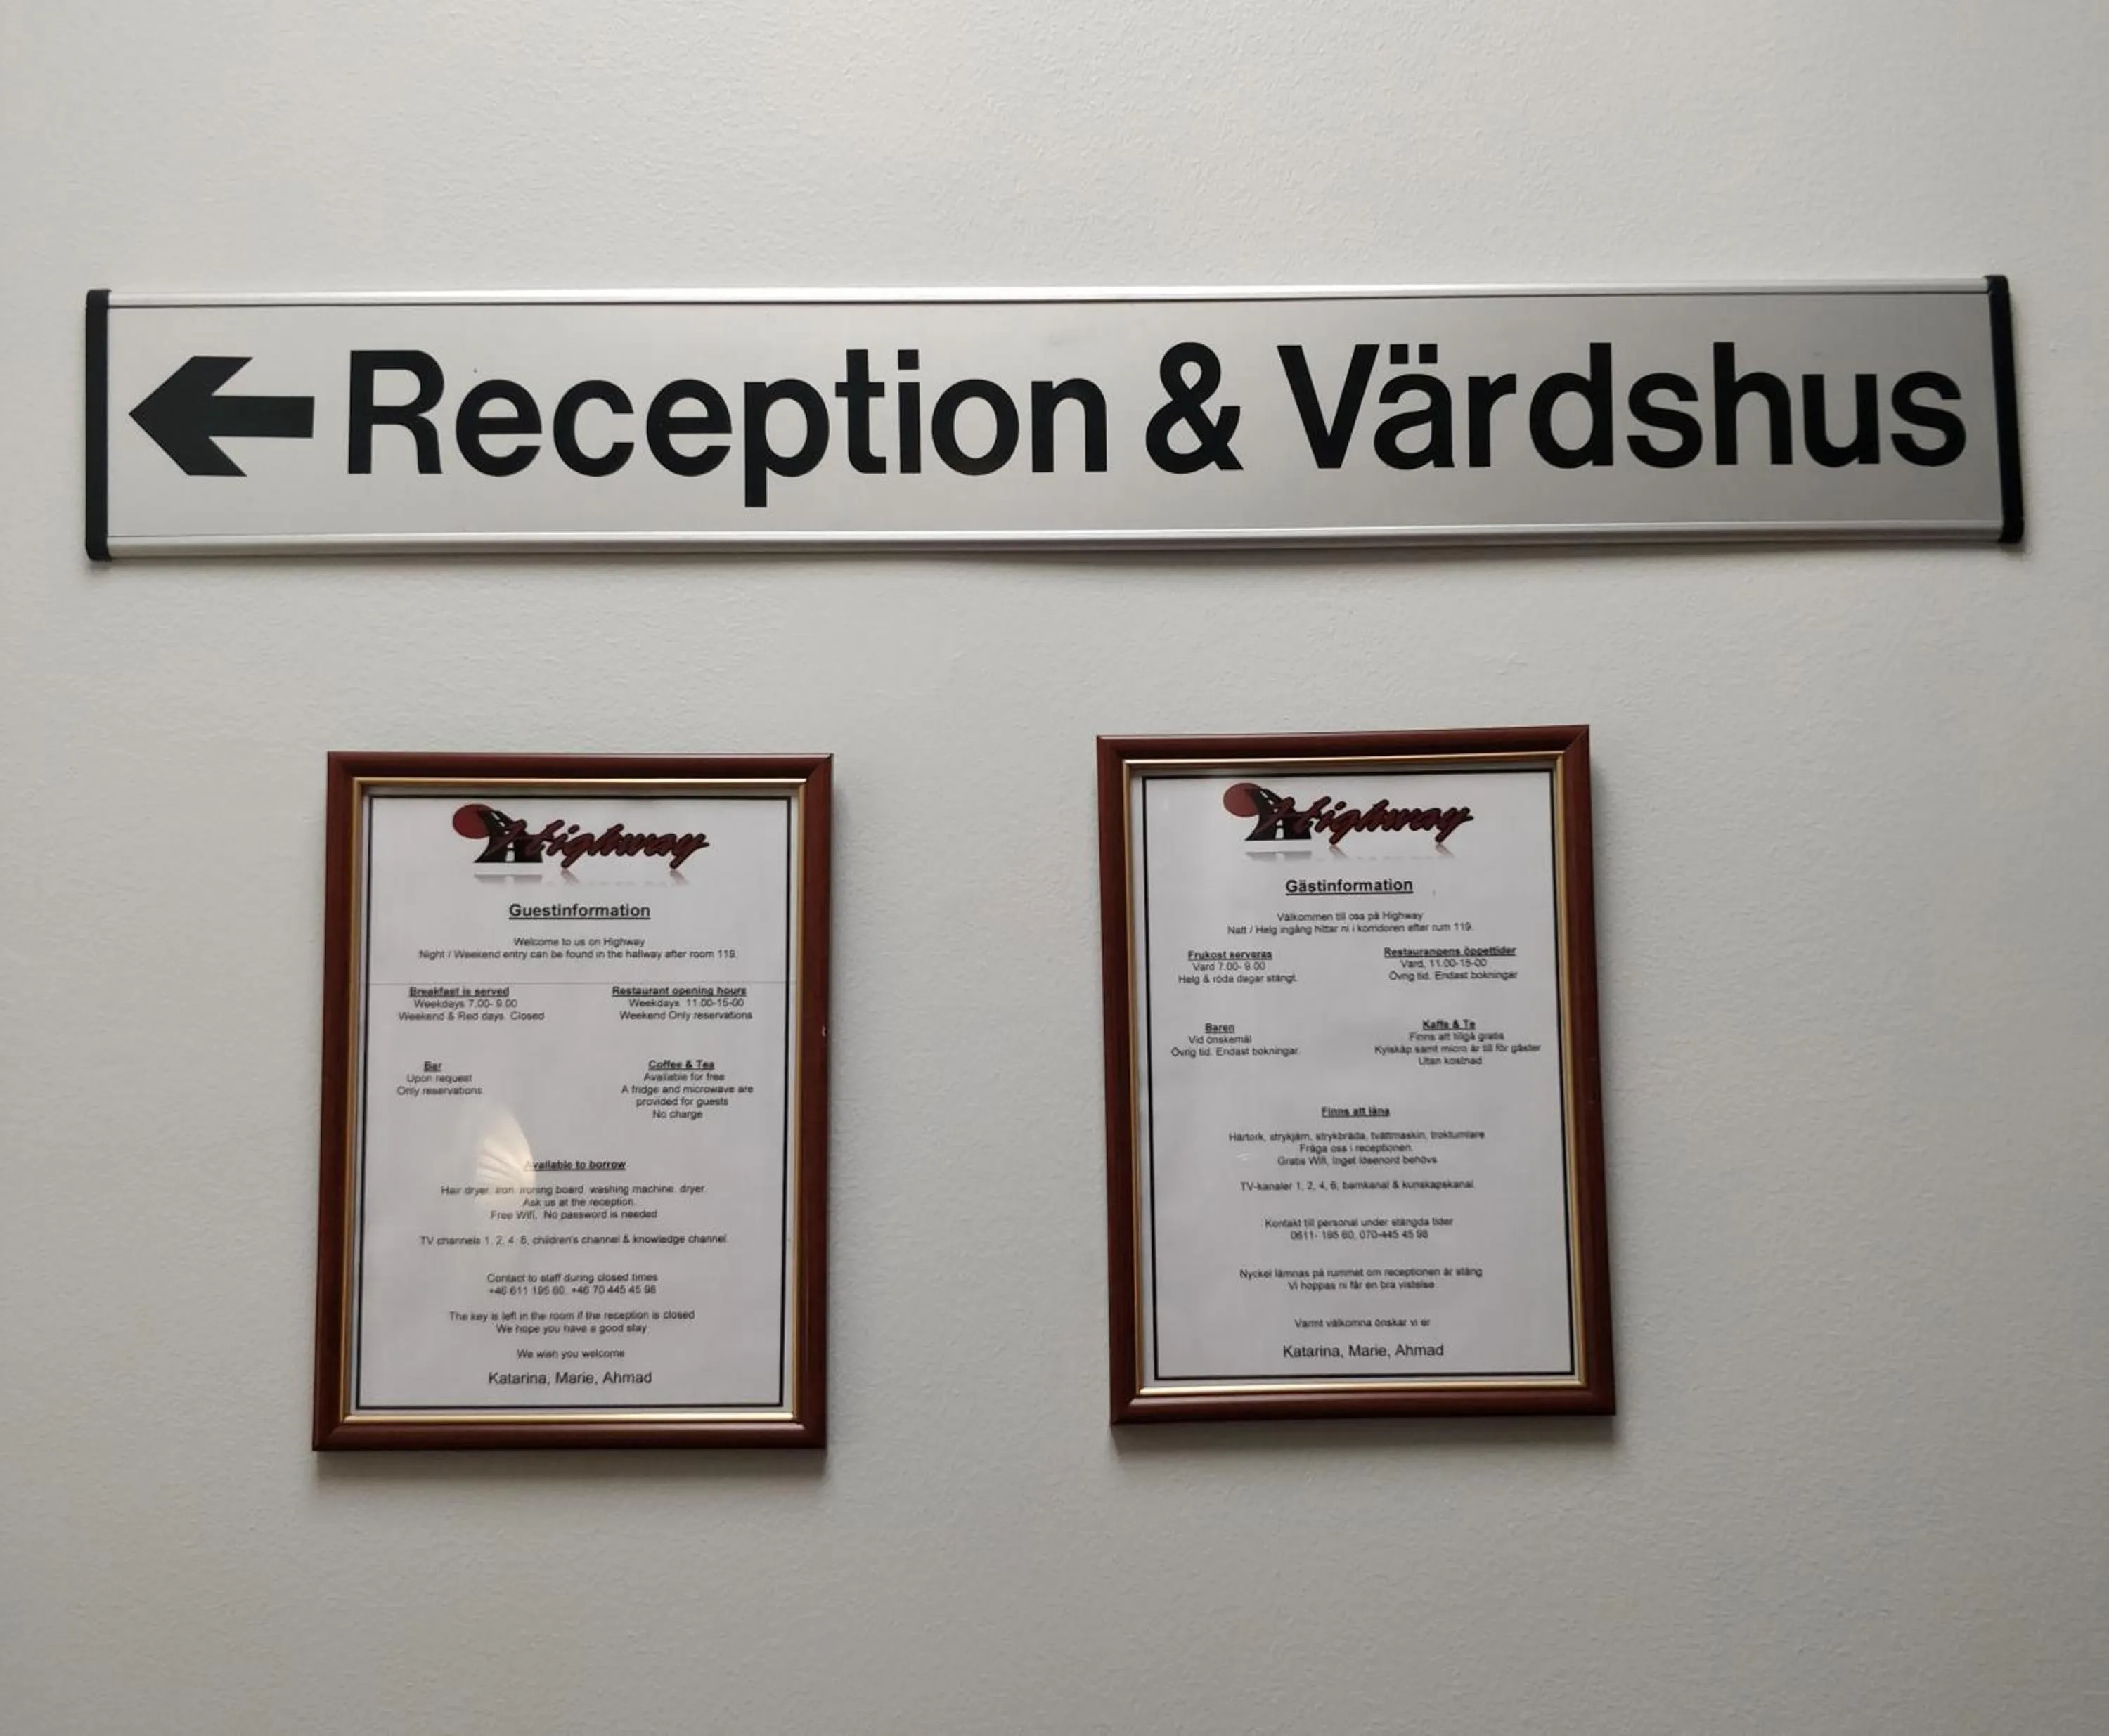 Reception & Värdshus
Highway
Guestinformation
Welcome to us on Highway
Night / Weekend entry can be found in the hallway after room 119.
Breakfast is served
Weekdays 7.00- 9.00
Weekend & Red days. Closed
Restaurant opening hours
Weekdays 11.00-15-00
Weekend Only reservations
Bar
Upon request
Only reservations
Coffee & Tea
Available for free
A fridge and microwave are
provided for guests
No charge
Available to borrow
Hair dryer, iron, ironing board, washing machine, dryer.
Ask us at the reception.
Free Wifi, No password is needed
TV channels 1, 2, 4, 6, children's channel & knowledge channel.
Contact to staff during closed times
+46 611 195 60, +46 70 445 45 98
The key is left in the room if the reception is closed
We hope you have a good stay
We wish you welcome
Katarina, Marie, Ahmad
Highway
Gästinformation
Välkommen till oss på Highway
Natt / Helg ingång hittar ni i korridoren efter rum 119.
Frukost serveras
Vard 7.00- 9.00
Helg & röda dagar stängt.
Restaurangens öppettider
Vard, 11.00-15-00
Övrig tid. Endast bokningar
Baren
Vid önskemål
Övrig tid. Endast bokningar.
Kaffe & Te
Finns att tillgå gratis
Kylskåp samt micro är till för gäster
Utan kostnad
Finns att låna
Hårtork, strykjärn, strykbräda, tvättmaskin, troktumlare
Fråga oss i receptionen.
Gratis Wifi, Inget lösenord behövs
TV-kanaler 1, 2, 4, 6, barnkanal & kunskapskanal.
Kontakt till personal under stängda tider
0611- 195 60, 070-445 45 98
Nyckel lämnas på rummet om receptionen är stäng
Vi hoppas ni får en bra vistelse
Varmt välkomna önskar vi er
Katarina, Marie, Ahmad